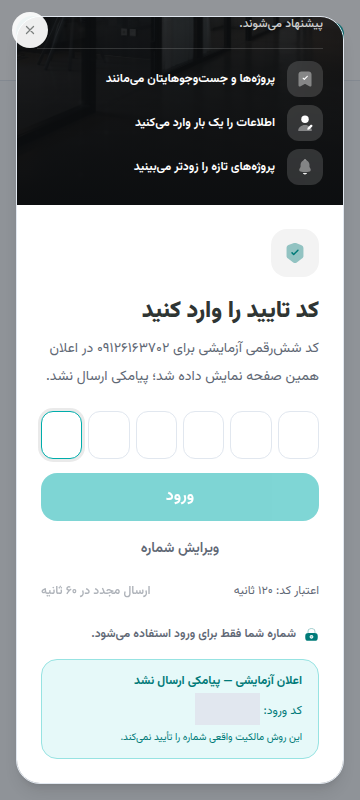 پیشنهاد می‌شوند.
پروژه‌ها و جست‌وجوهایتان می‌مانند
اطلاعات را یک بار وارد می‌کنید
پروژه‌های تازه را زودتر می‌بینید
کد تایید را وارد کنید
کد شش‌رقمی آزمایشی برای ۰۹۱۲۶۱۶۳۷۰۲ در اعلان
همین صفحه نمایش داده شد؛ پیامکی ارسال نشد.
ورود
ویرایش شماره
اعتبار کد: ۱۲۰ ثانیه
ارسال مجدد در ۶۰ ثانیه
شماره شما فقط برای ورود استفاده می‌شود.
اعلان آزمایشی — پیامکی ارسال نشد
کد ورود:
این روش مالکیت واقعی شماره را تأیید نمی‌کند.